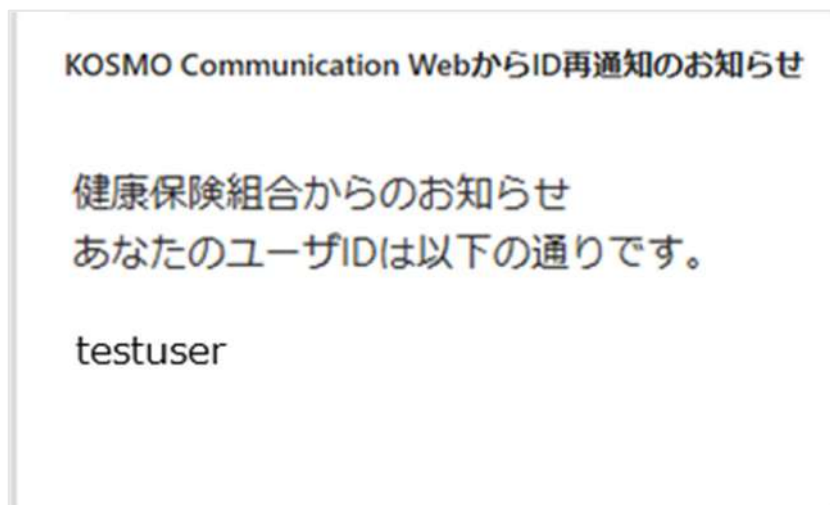 KOSMO Communication WebからID再通知のお知らせ
健康保険組合からのお知らせ
あなたのユーザIDは以下の通りです。
testuser